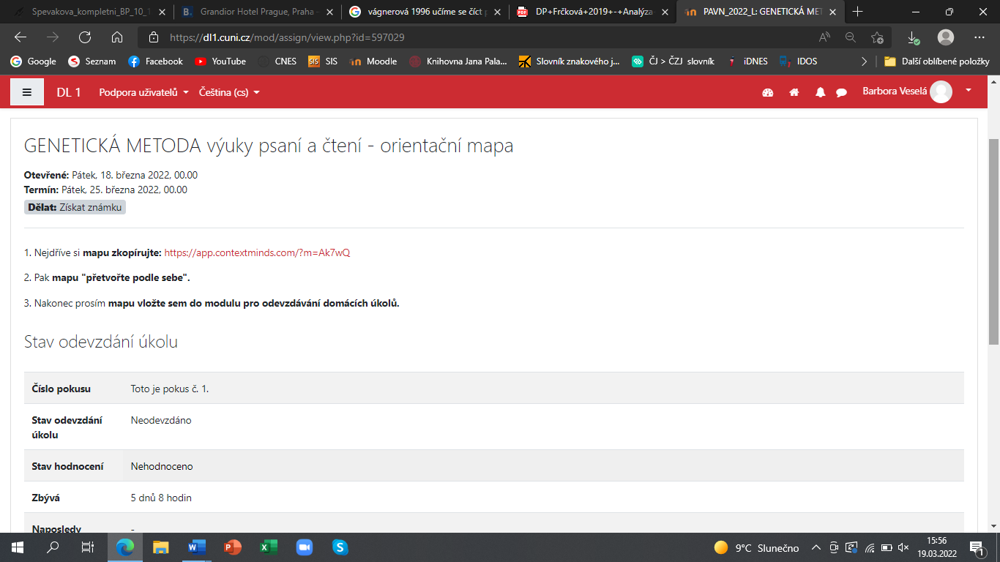 Spevakova_kompletni_BP_10_1
Grandior Hotel Prague, Praha -
vágnerová 1996 učíme se číct p
DP+Frčková+2019+-+Analýza
PAVN_2022_L: GENETICKÁ MET
https://dl1.cuni.cz/mod/assign/view.php?id=597029
Google
Seznam
Facebook
YouTube
CNES
SIS
Moodle
Knihovna Jana Pala...
Slovník znakového j...
ČJ > ČZJ slovník
iDNES
IDOS
Další oblíbené položky
DL 1
Podpora uživatelů
Čeština (cs)
Barbora Veselá
GENETICKÁ METODA výuky psaní a čtení - orientační mapa
Otevřené: Pátek, 18. března 2022, 00.00
Termín: Pátek, 25. března 2022, 00.00
Dělat: Získat známku
1. Nejdříve si mapu zkopírujte: https://app.contextminds.com/?m=Ak7wQ
2. Pak mapu "přetvořte podle sebe".
3. Nakonec prosím mapu vložte sem do modulu pro odevzdávání domácích úkolů.
Stav odevzdání úkolu
Číslo pokusu
Toto je pokus č. 1.
Stav odevzdání
úkolu
Neodevzdáno
Stav hodnocení
Nehodnoceno
Zbývá
5 dnů 8 hodin
Naposledy
-
9°C Slunečno
15:56
19.03.2022
1